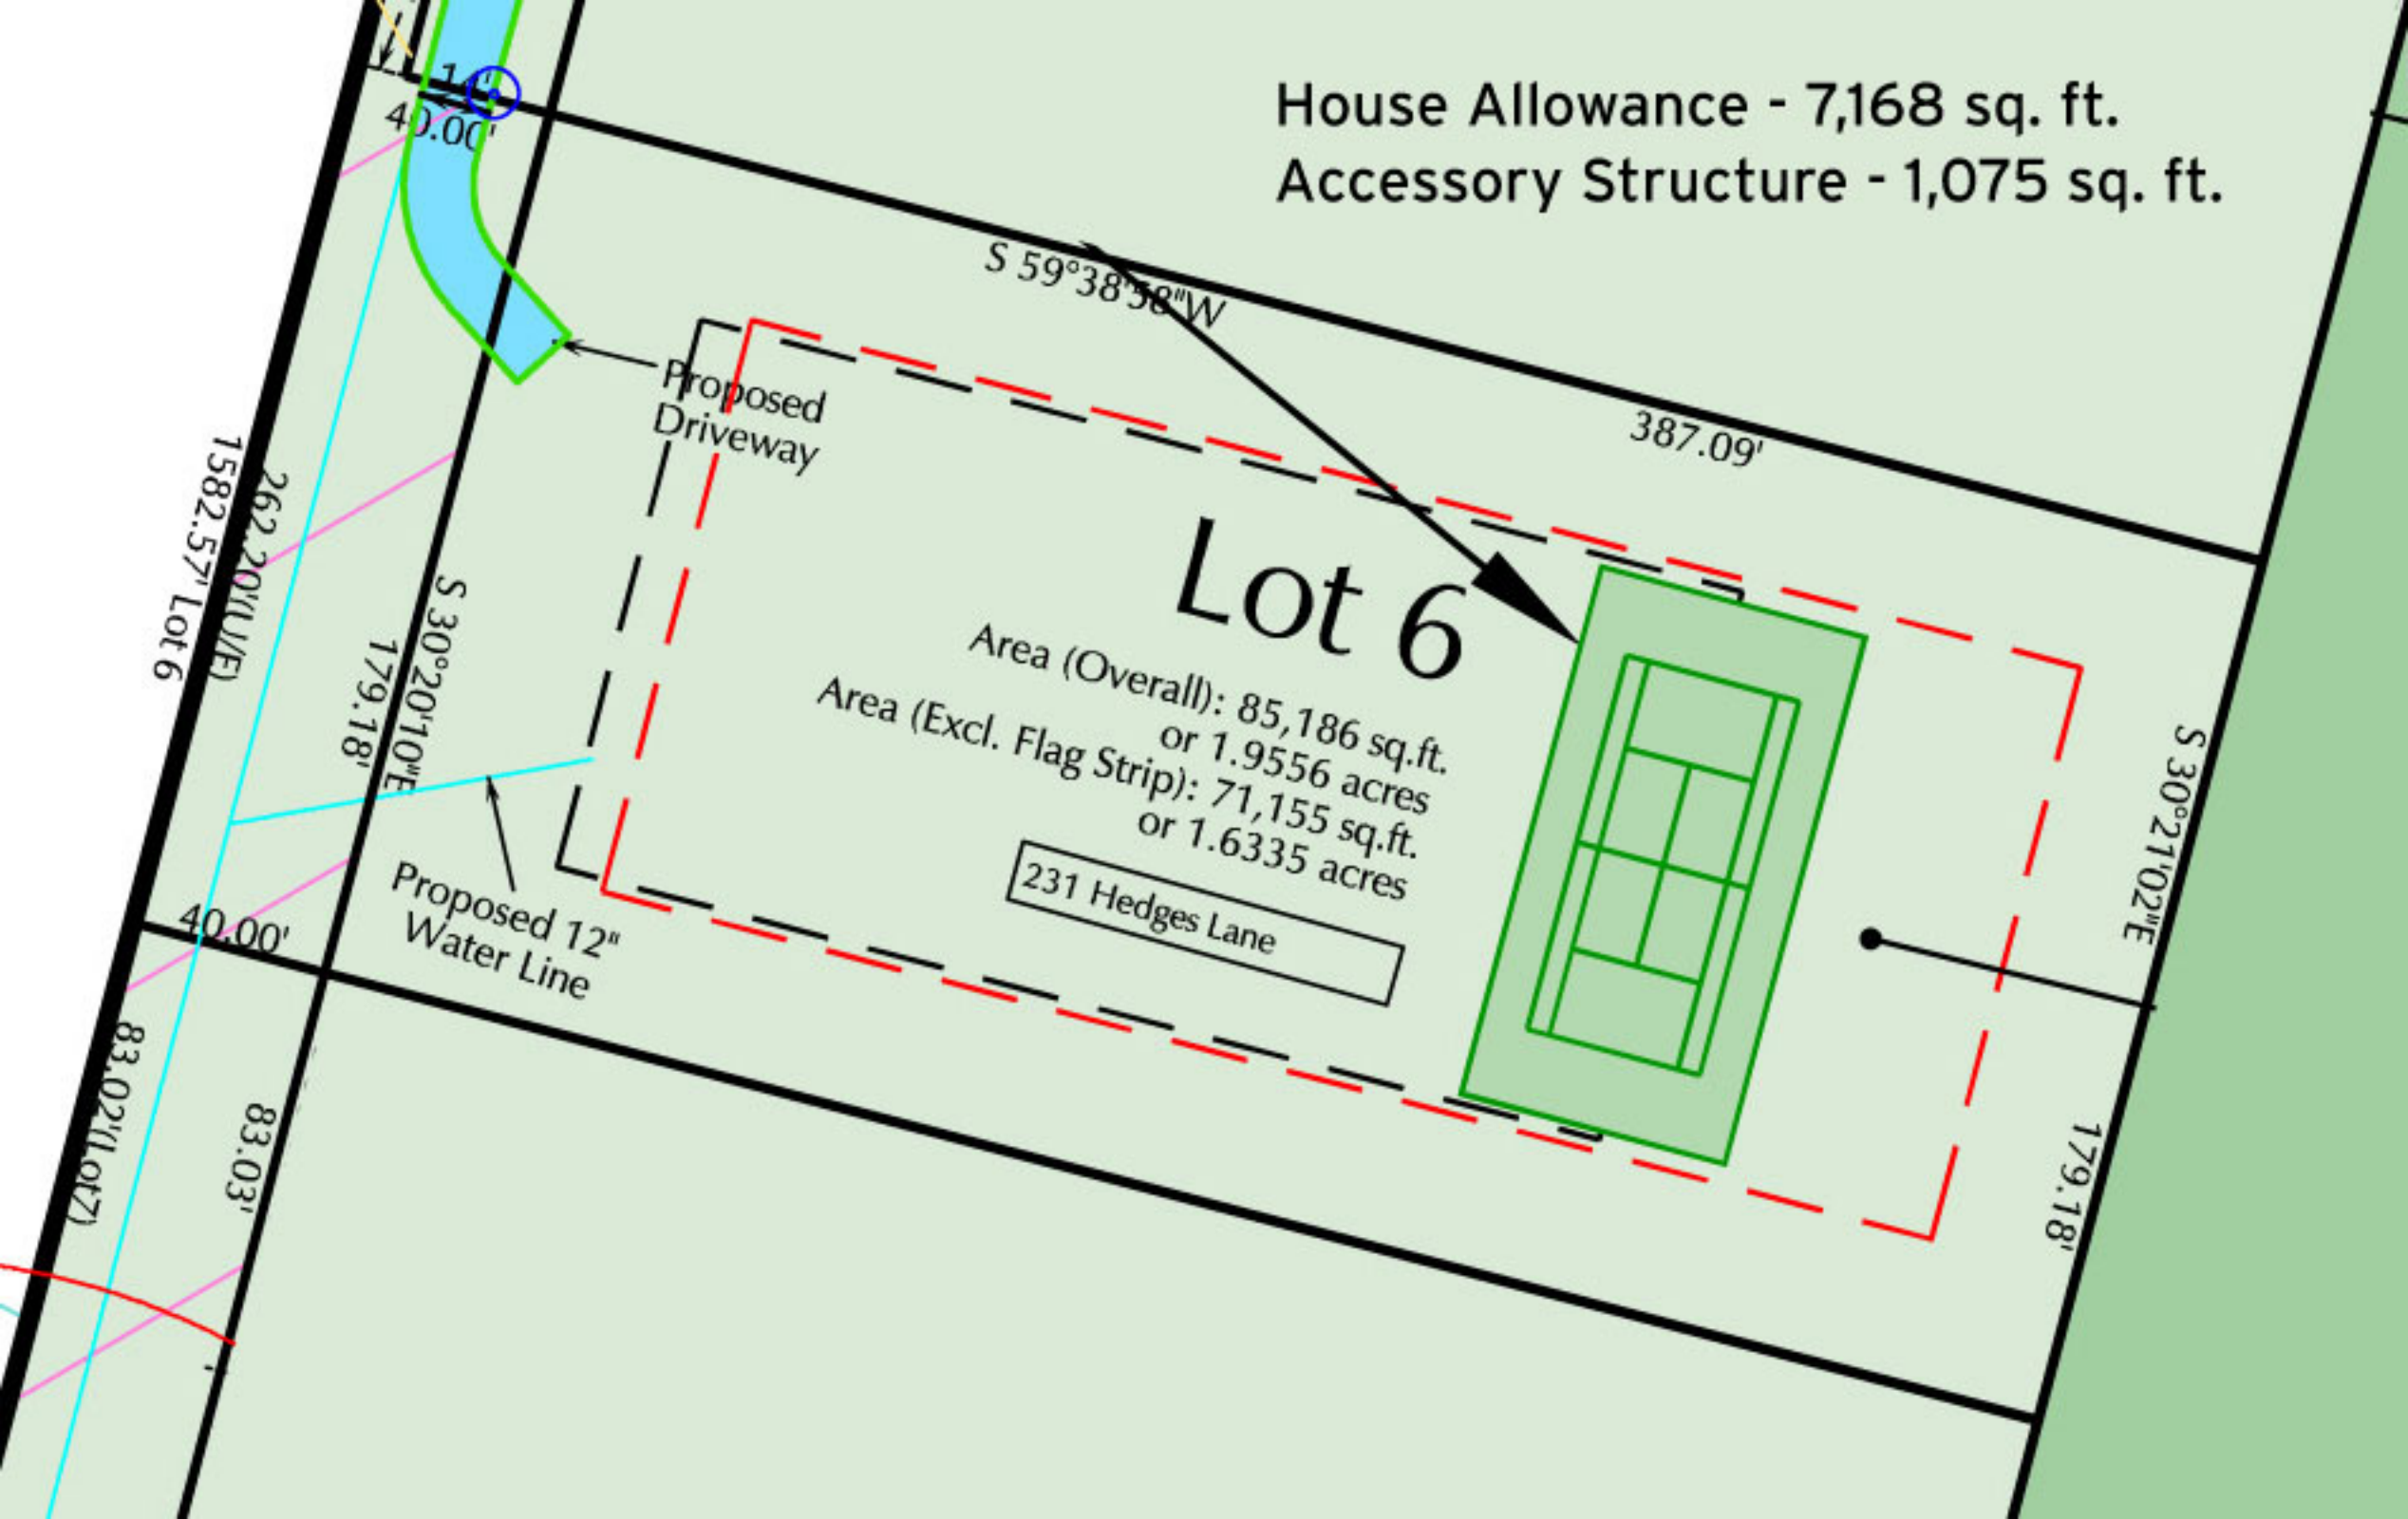 House Allowance - 7,168 sq. ft.
Accessory Structure - 1,075 sq. ft.
14'
40.00'
S 59°38'58"W
387.09'
Proposed
Driveway
Lot 6
Area (Overall): 85,186 sq.ft.
or 1.9556 acres
Area (Excl. Flag Strip): 71,155 sq.ft.
or 1.6335 acres
231 Hedges Lane
1582.57' Lot 6
262.20'(U/E)
S 30°20'10"E
179.18'
Proposed 12"
Water Line
40.00'
83.02'(Lot7)
83.03'
S 30°21'02"E
179.18'